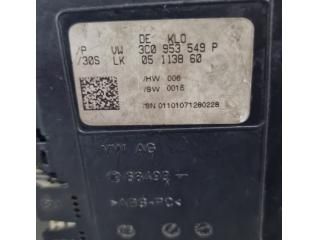 DE KLO
/P VW 3C0 953 549 P
/30S LK 05 1138 60
/HW 006
/SW 0016
/SN 01101071280228
VW AG
>ABS-PC<